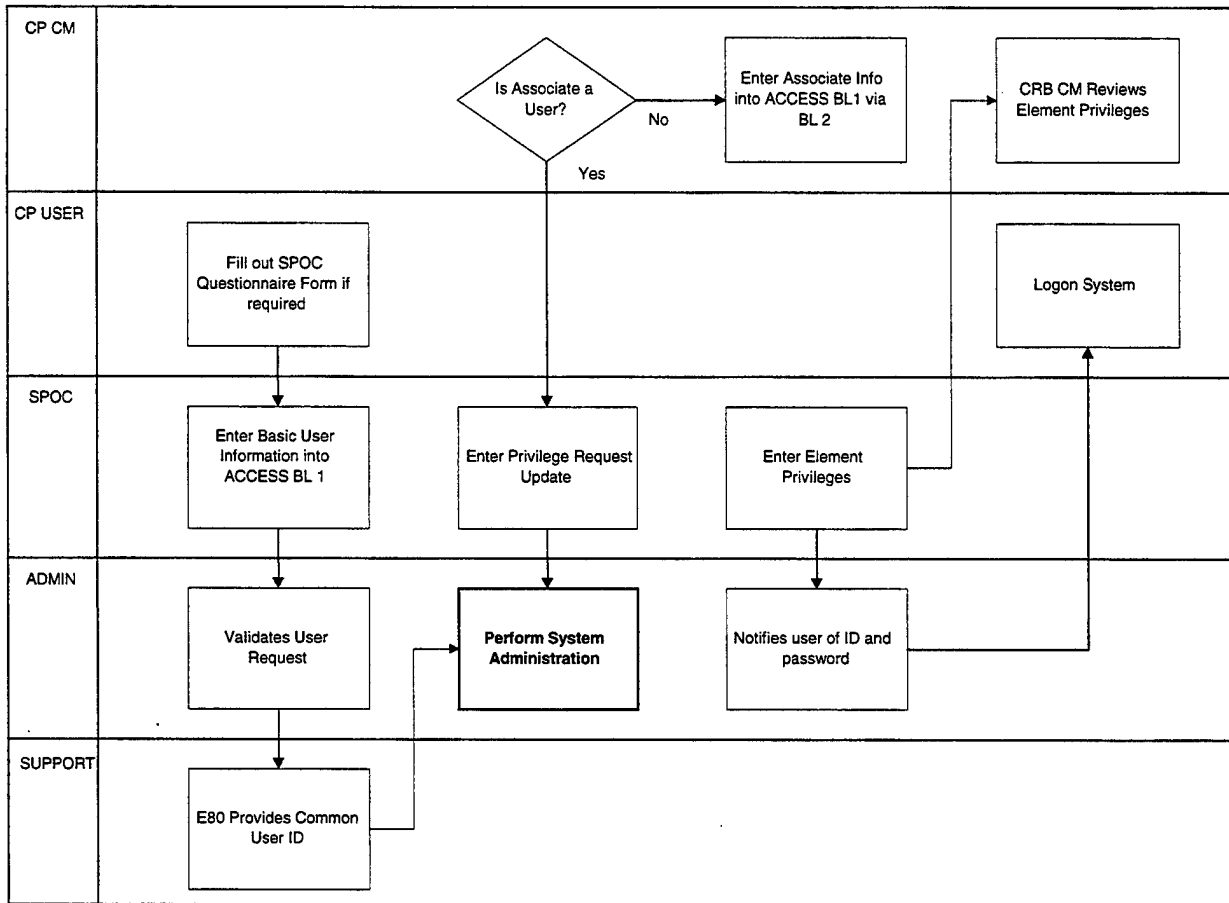 CP CM
Is Associate a
User?
No
Yes
Enter Associate Info
into ACCESS BL1 via
BL 2
CRB CM Reviews
Element Privileges
CP USER
Fill out SPOC
Questionnaire Form if
required
Logon System
SPOC
Enter Basic User
Information into
ACCESS BL 1
Enter Privilege Request
Update
Enter Element
Privileges
ADMIN
Validates User
Request
Perform System
Administration
Notifies user of ID and
password
SUPPORT
E80 Provides Common
User ID